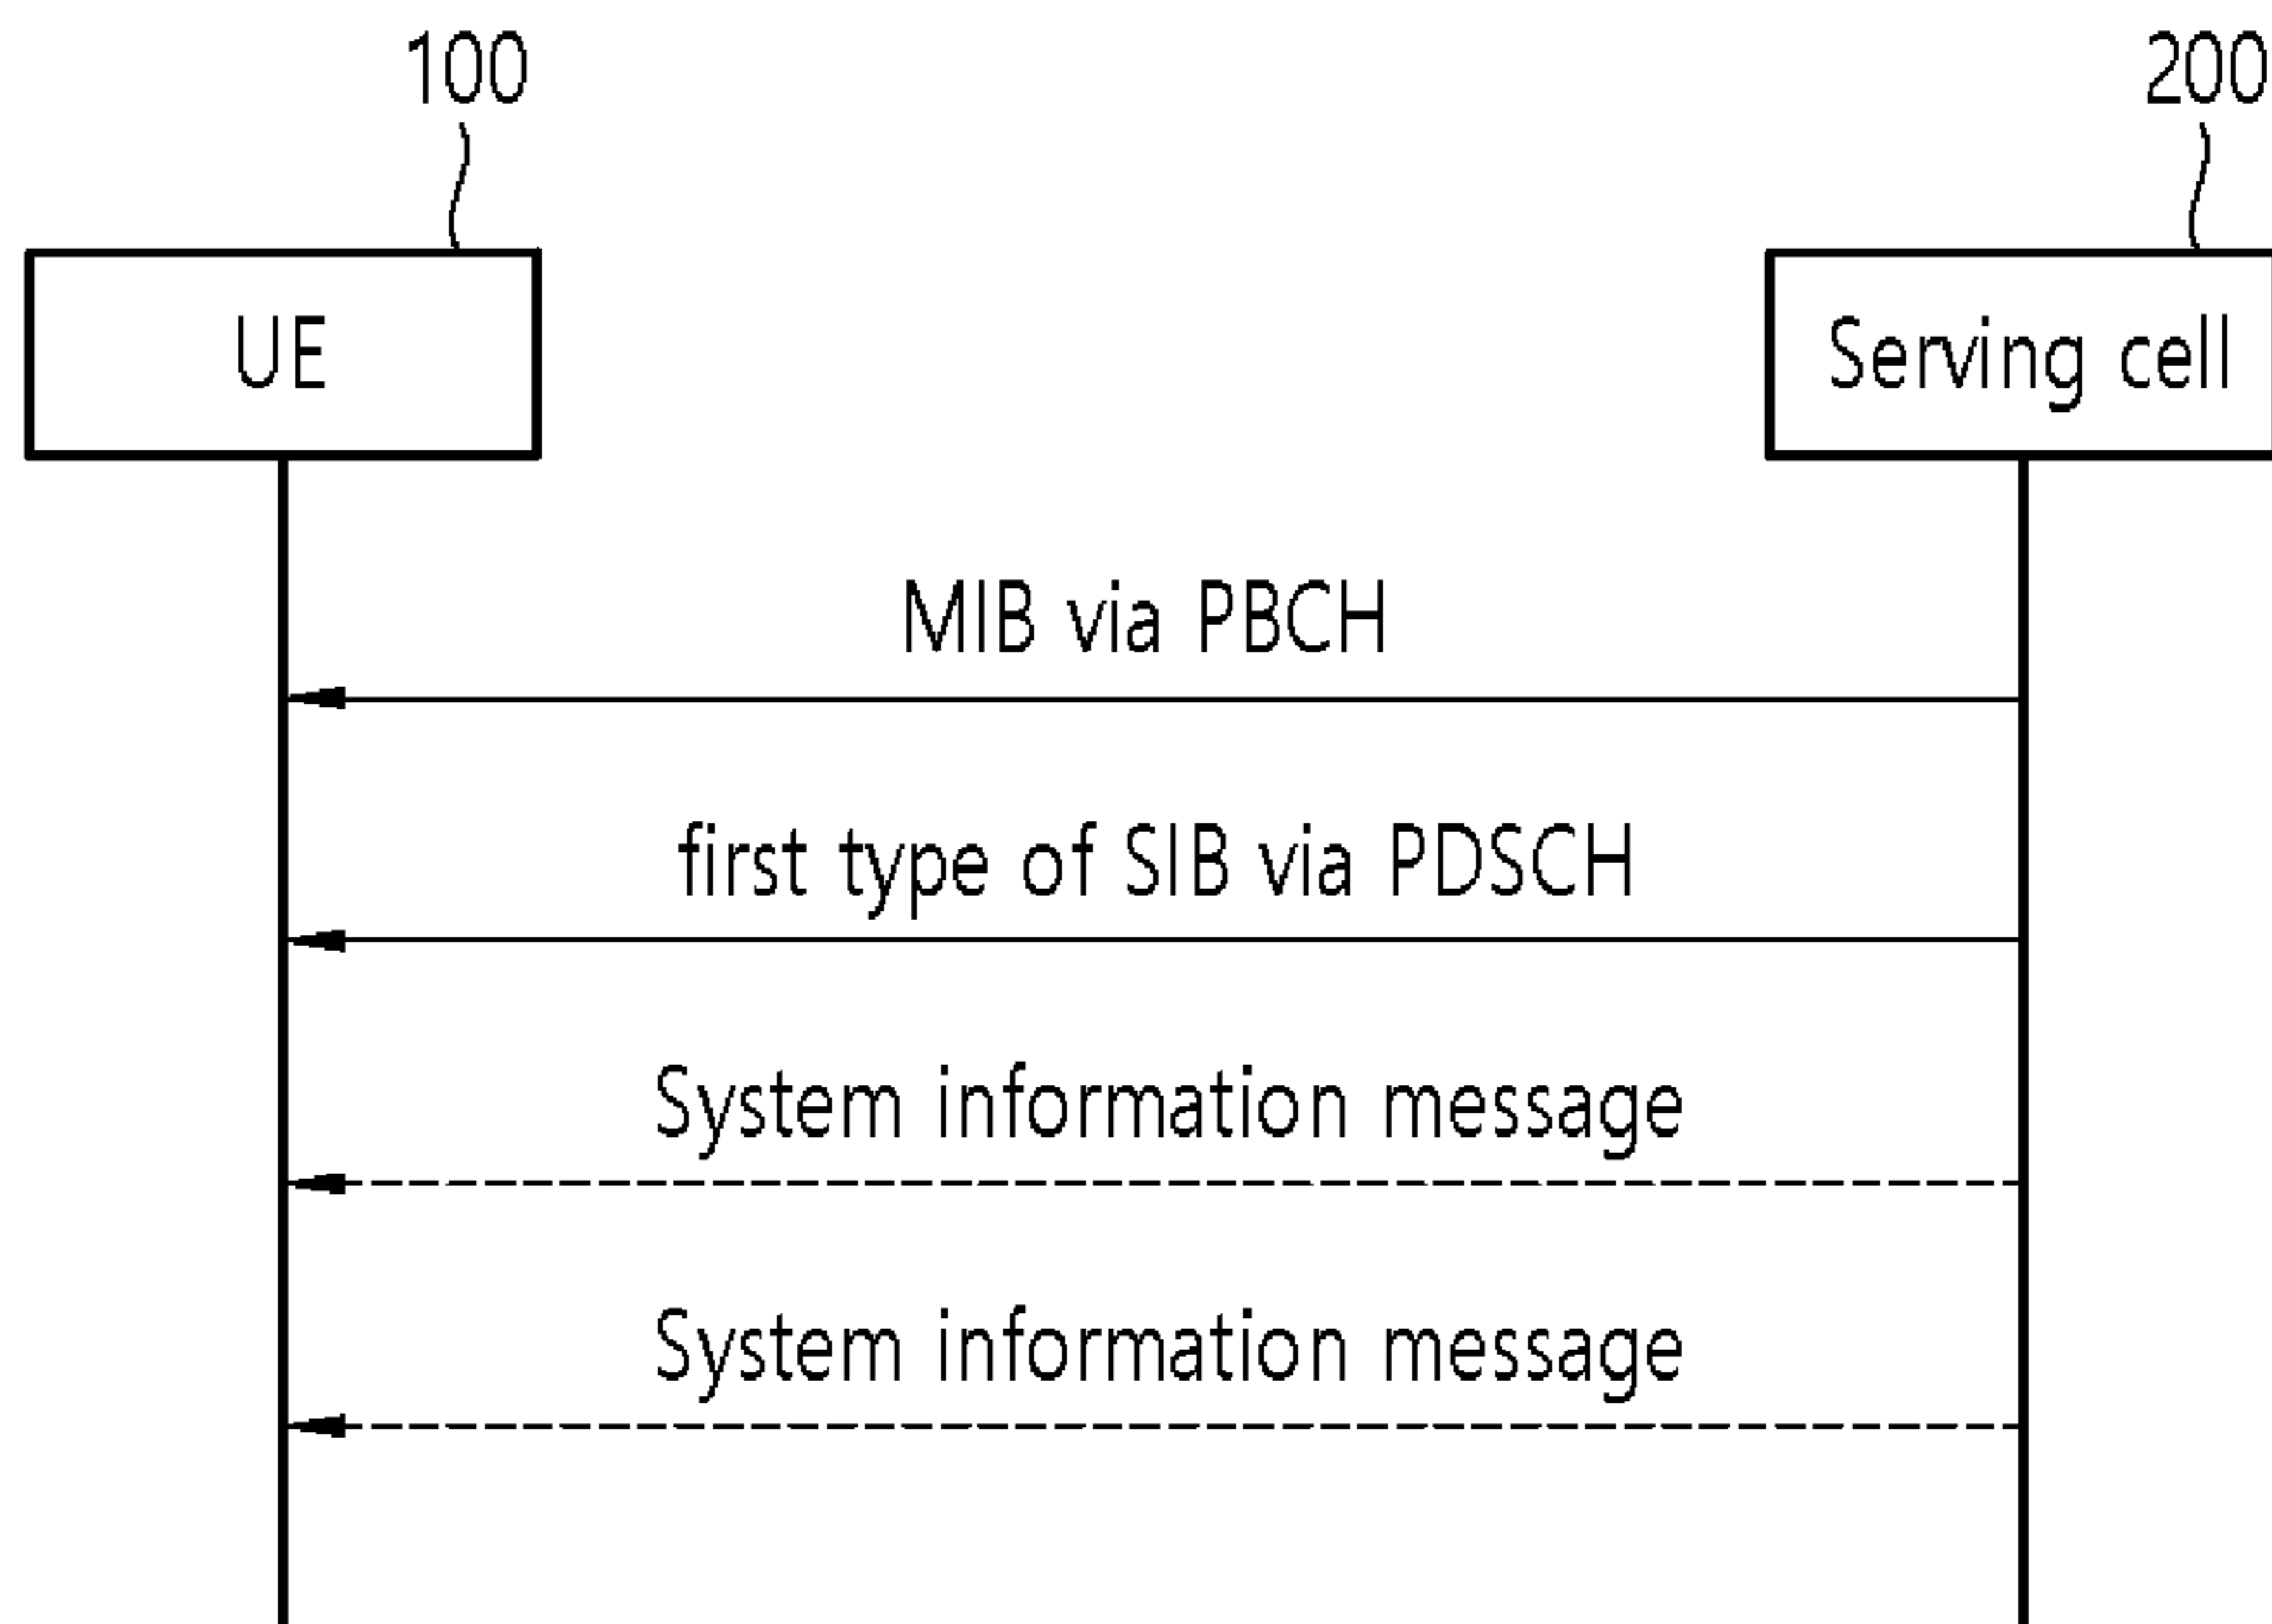 100
200
UE
Serving cell
MIB via PBCH
first type of SIB via PDSCH
System information message
System information message